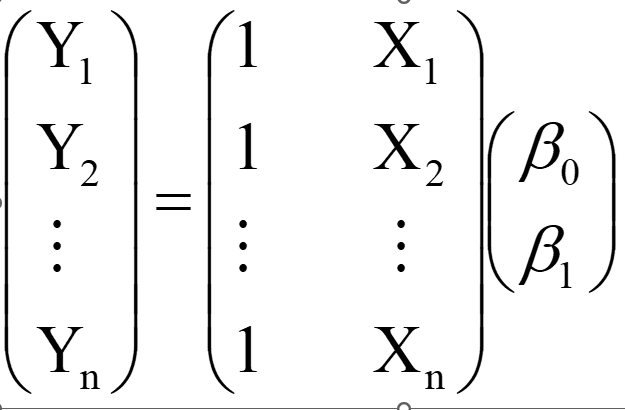 Y₁ 1 X₁
Y₂ = 1 X₂ β₀
⋮ ⋮ ⋮ β₁
Yₙ 1 Xₙ